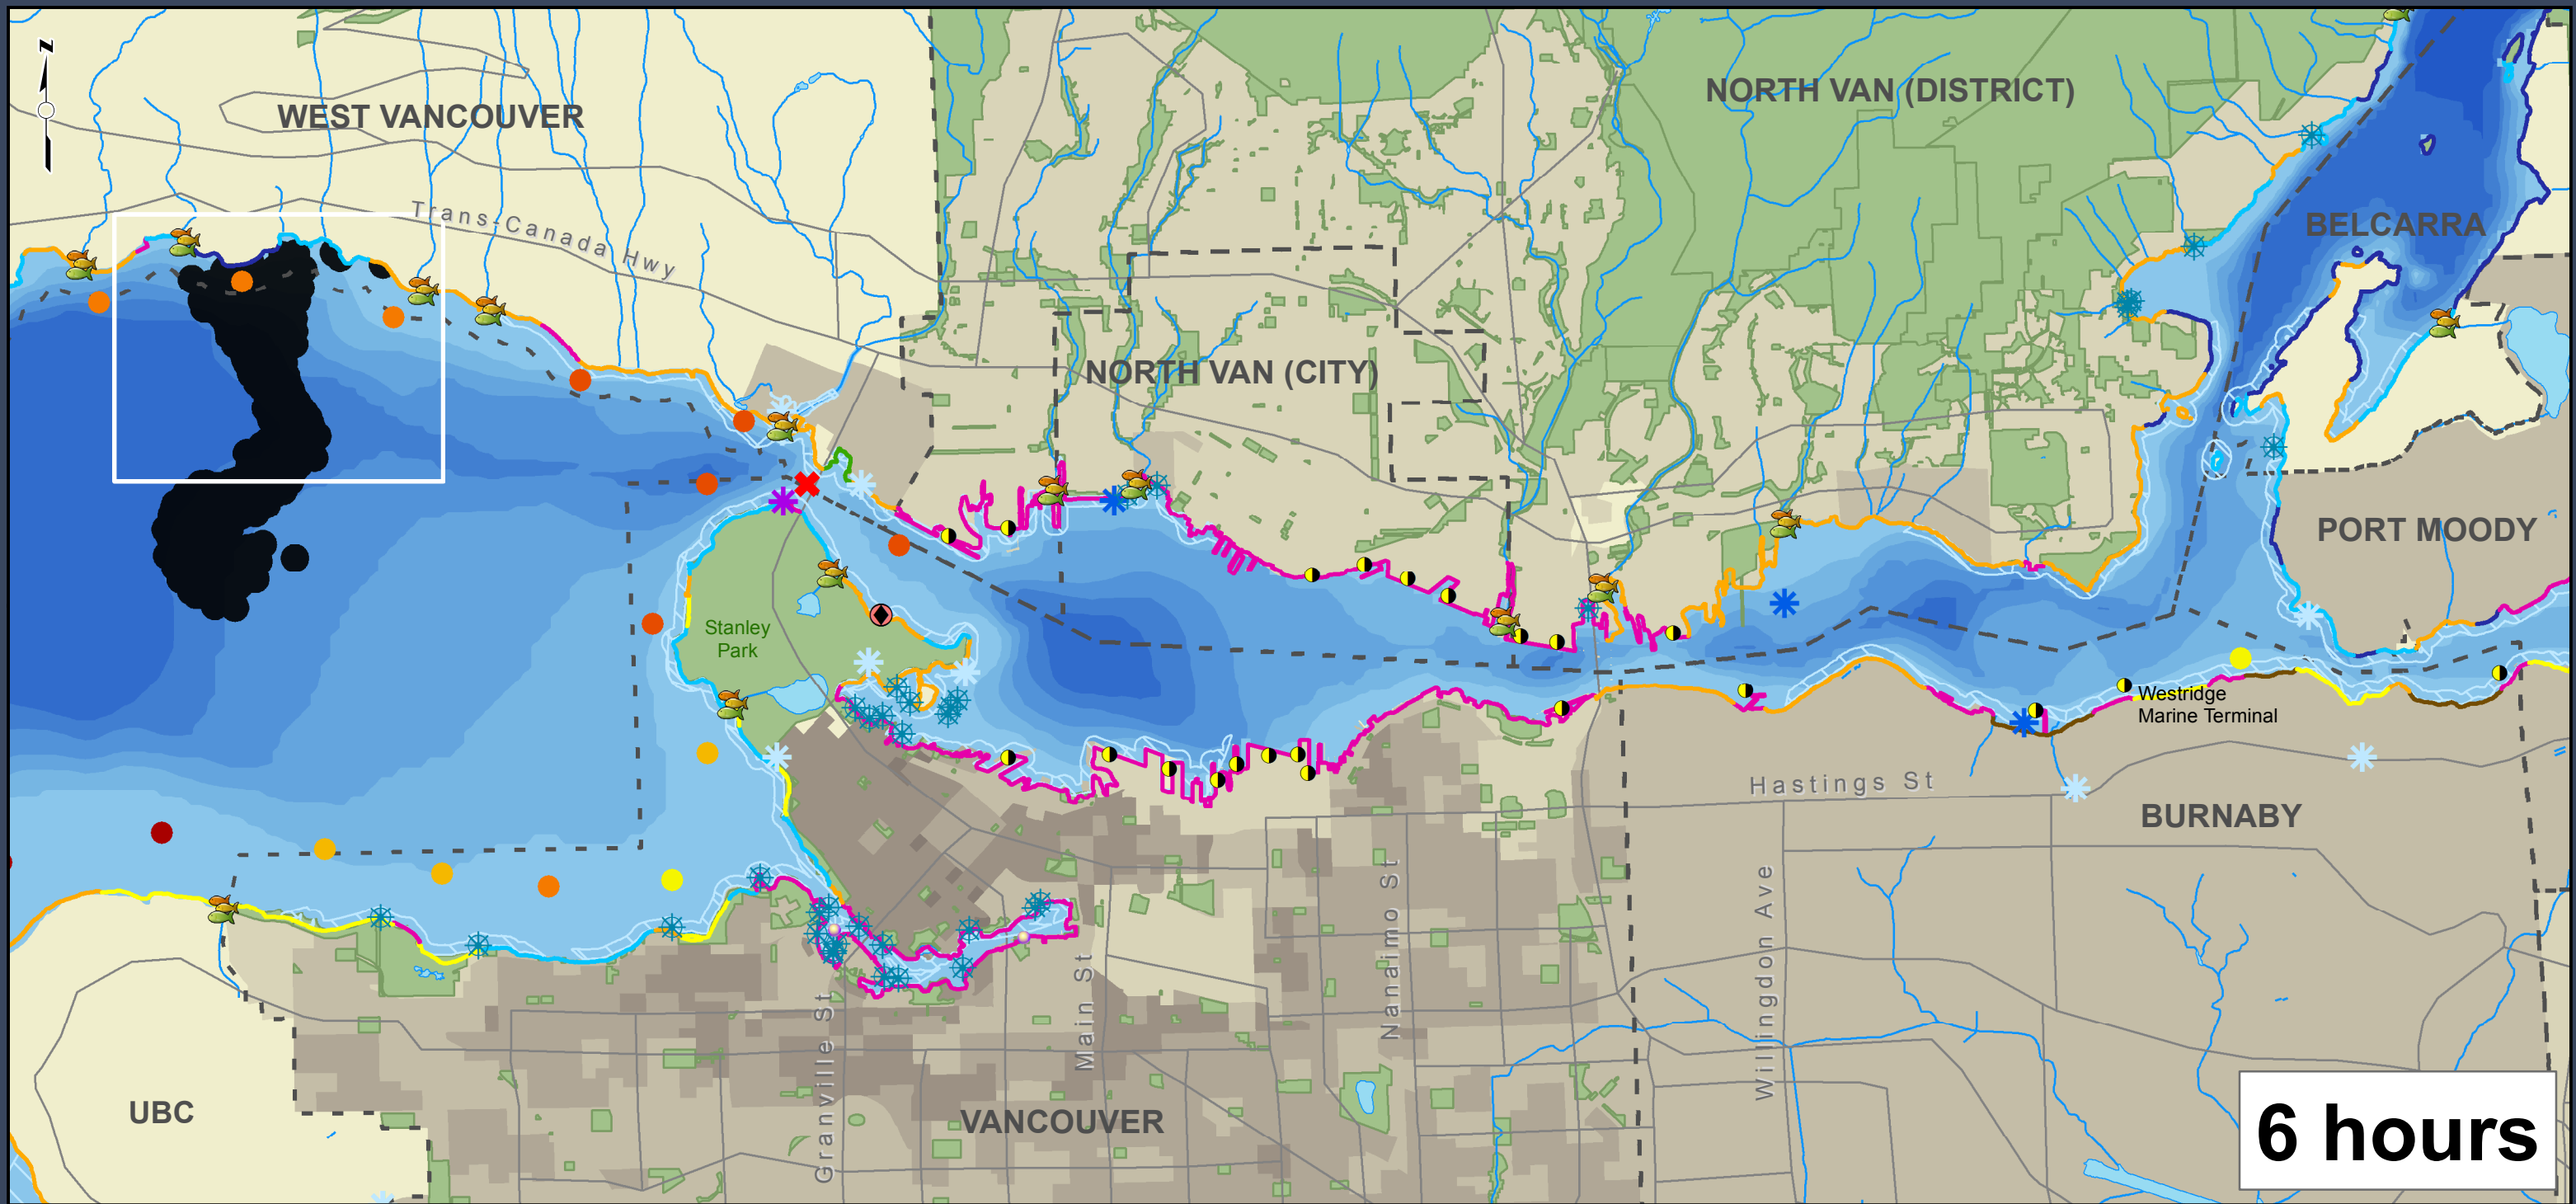 N
WEST VANCOUVER
NORTH VAN (DISTRICT)
Trans-Canada Hwy
BELCARRA
NORTH VAN (CITY)
PORT MOODY
Stanley
Park
Westridge
Marine Terminal
Hastings St
BURNABY
Willingdon Ave
Nanaimo St
Main St
Granville St
UBC
VANCOUVER
6 hours